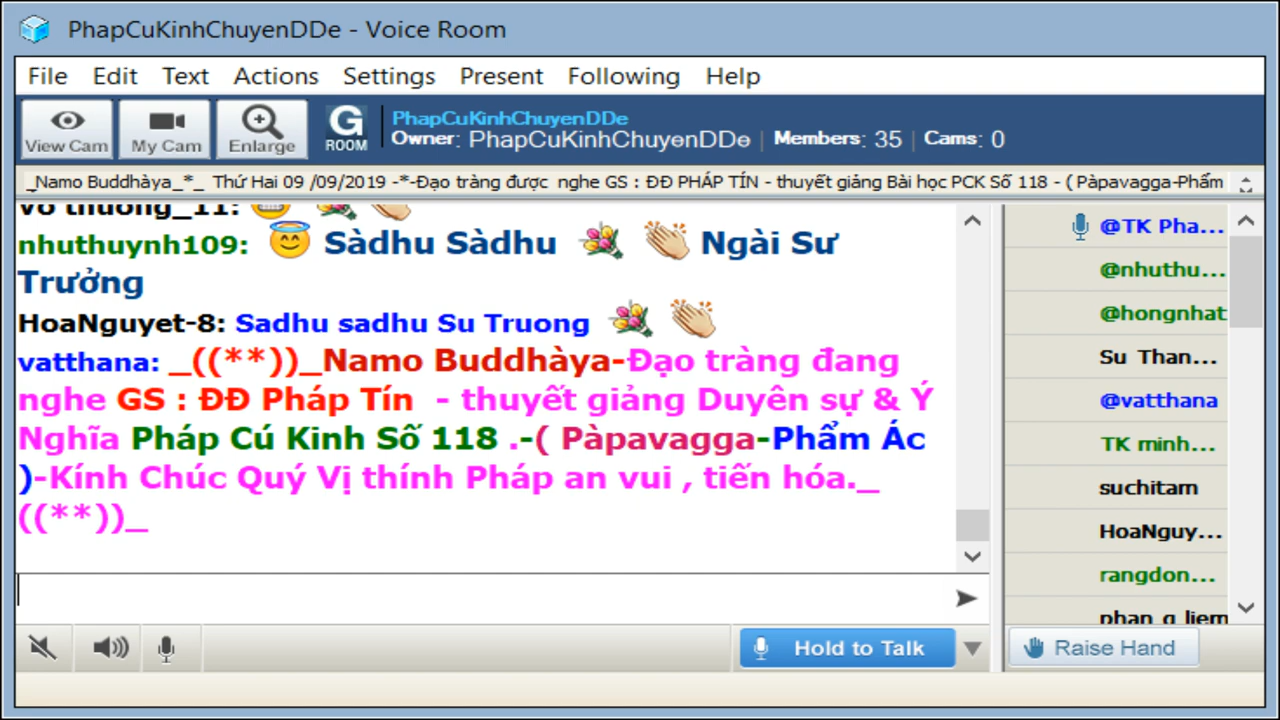 PhapCuKinhChuyenDDe - Voice Room
File Edit Text Actions Settings Present Following Help
View Cam My Cam Enlarge G ROOM
PhapCuKinhChuyenDDe
Owner: PhapCuKinhChuyenDDe | Members: 35 | Cams: 0
_Namo Buddhàya_*_ Thứ Hai 09 /09/2019 -*-Đạo tràng được nghe GS : ĐĐ PHÁP TÍN - thuyết giảng Bài học PCK Số 118 - ( Pàpavagga-Phẩm
Vo thuong_11:
nhuthuynh109: Sàdhu Sàdhu Ngài Sư
Trưởng
HoaNguyet-8: Sadhu sadhu Su Truong
vatthana: _((**))_Namo Buddhàya-Đạo tràng đang
nghe GS : ĐĐ Pháp Tín - thuyết giảng Duyên sự & Ý
Nghĩa Pháp Cú Kinh Số 118 .-( Pàpavagga-Phẩm Ác
)-Kính Chúc Quý Vị thính Pháp an vui , tiến hóa._
((**))_
@TK Pha...
@nhuthu...
@hongnhat
Su Than...
@vatthana
TK minh...
suchitam
HoaNguy...
rangdon...
phan q liem
Hold to Talk
Raise Hand